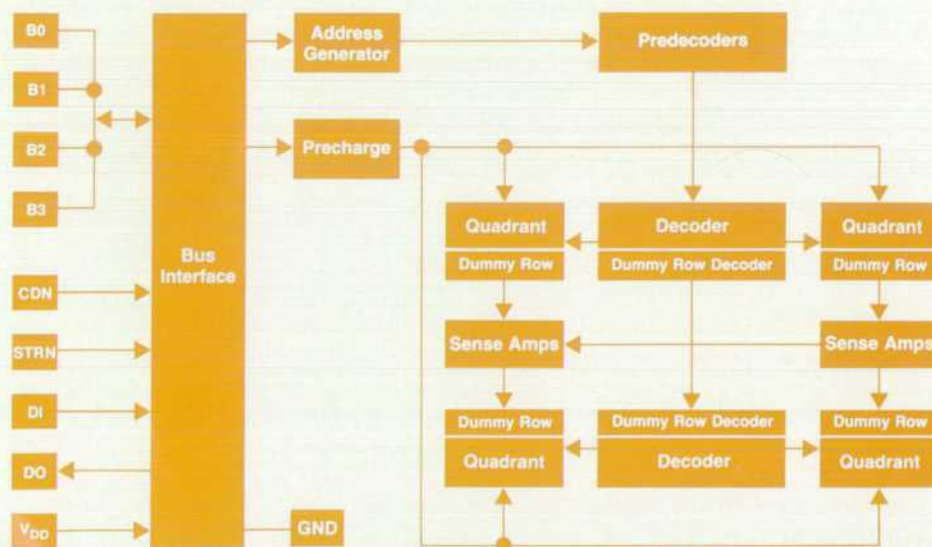 B0
B1
B2
B3
CDN
STRN
DI
DO
VDD
Bus
Interface
GND
Address
Generator
Precharge
Predecoders
Quadrant
Dummy Row
Decoder
Dummy Row Decoder
Quadrant
Dummy Row
Sense Amps
Sense Amps
Dummy Row
Quadrant
Dummy Row Decoder
Decoder
Dummy Row
Quadrant